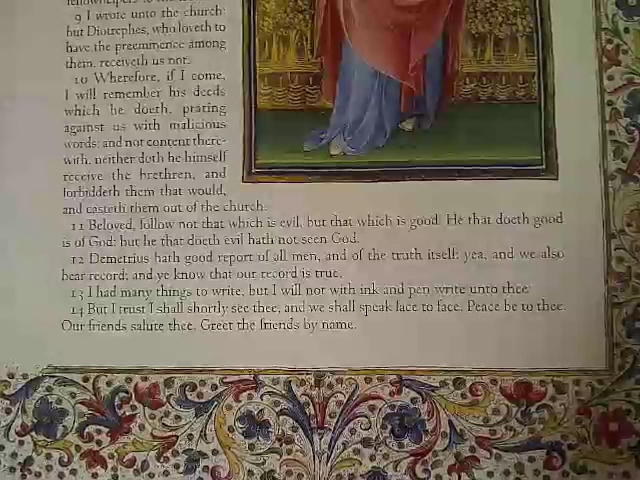 fellowhelpers to the truth.
9 I wrote unto the church:
but Diotrephes, who loveth to
have the preeminence among
them, receiveth us not.
10 Wherefore, if I come,
I will remember his deeds
which he doeth, prating
against us with malicious
words: and not content there-
with, neither doth he himself
receive the brethren, and
forbiddeth them that would,
and casteth them out of the church.
11 Beloved, follow not that which is evil, but that which is good. He that doeth good
is of God: but he that doeth evil hath not seen God.
12 Demetrius hath good report of all men, and of the truth itself: yea, and we also
bear record; and ye know that our record is true.
13 I had many things to write, but I will not with ink and pen write unto thee:
14 But I trust I shall shortly see thee, and we shall speak face to face. Peace be to thee.
Our friends salute thee. Greet the friends by name.